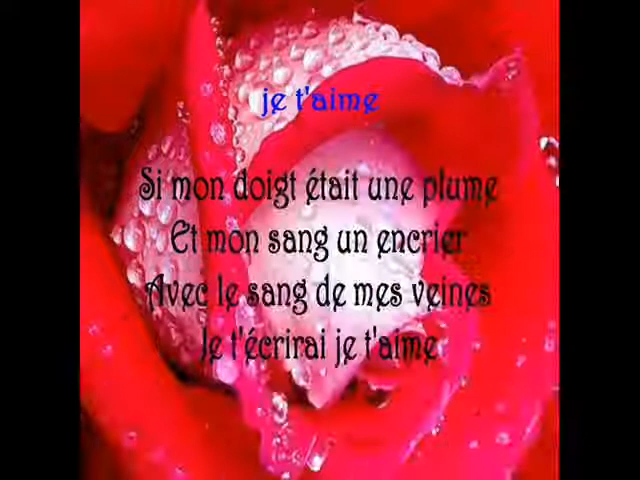 je t'aime
Si mon doigt était une plume
Et mon sang un encrier
Avec le sang de mes veines
Je t'écrirai je t'aime